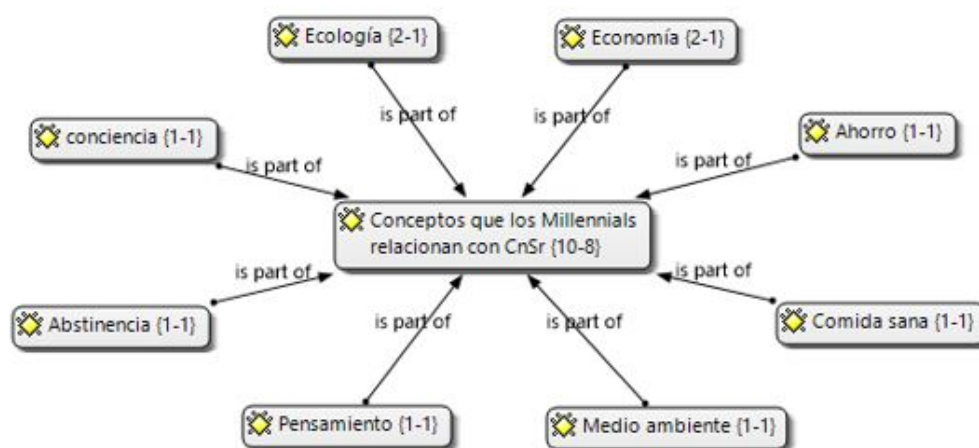 Ecología {2-1}
Economía {2-1}
is part of
is part of
conciencia {1-1}
Ahorro {1-1}
is part of
is part of
Conceptos que los Millennials
relacionan con CnSr {10-8}
is part of
is part of
Abstinencia {1-1}
Comida sana {1-1}
is part of
is part of
Pensamiento {1-1}
Medio ambiente {1-1}